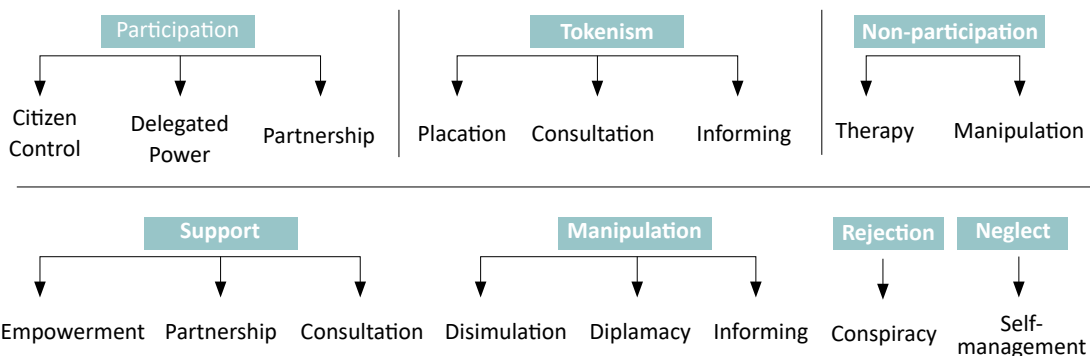 Participation
Tokenism
Non-participation
Citizen
Control
Delegated
Power
Partnership
Placation
Consultation
Informing
Therapy
Manipulation
Support
Manipulation
Rejection
Neglect
Empowerment
Partnership
Consultation
Disimulation
Diplamacy
Informing
Conspiracy
Self-
management